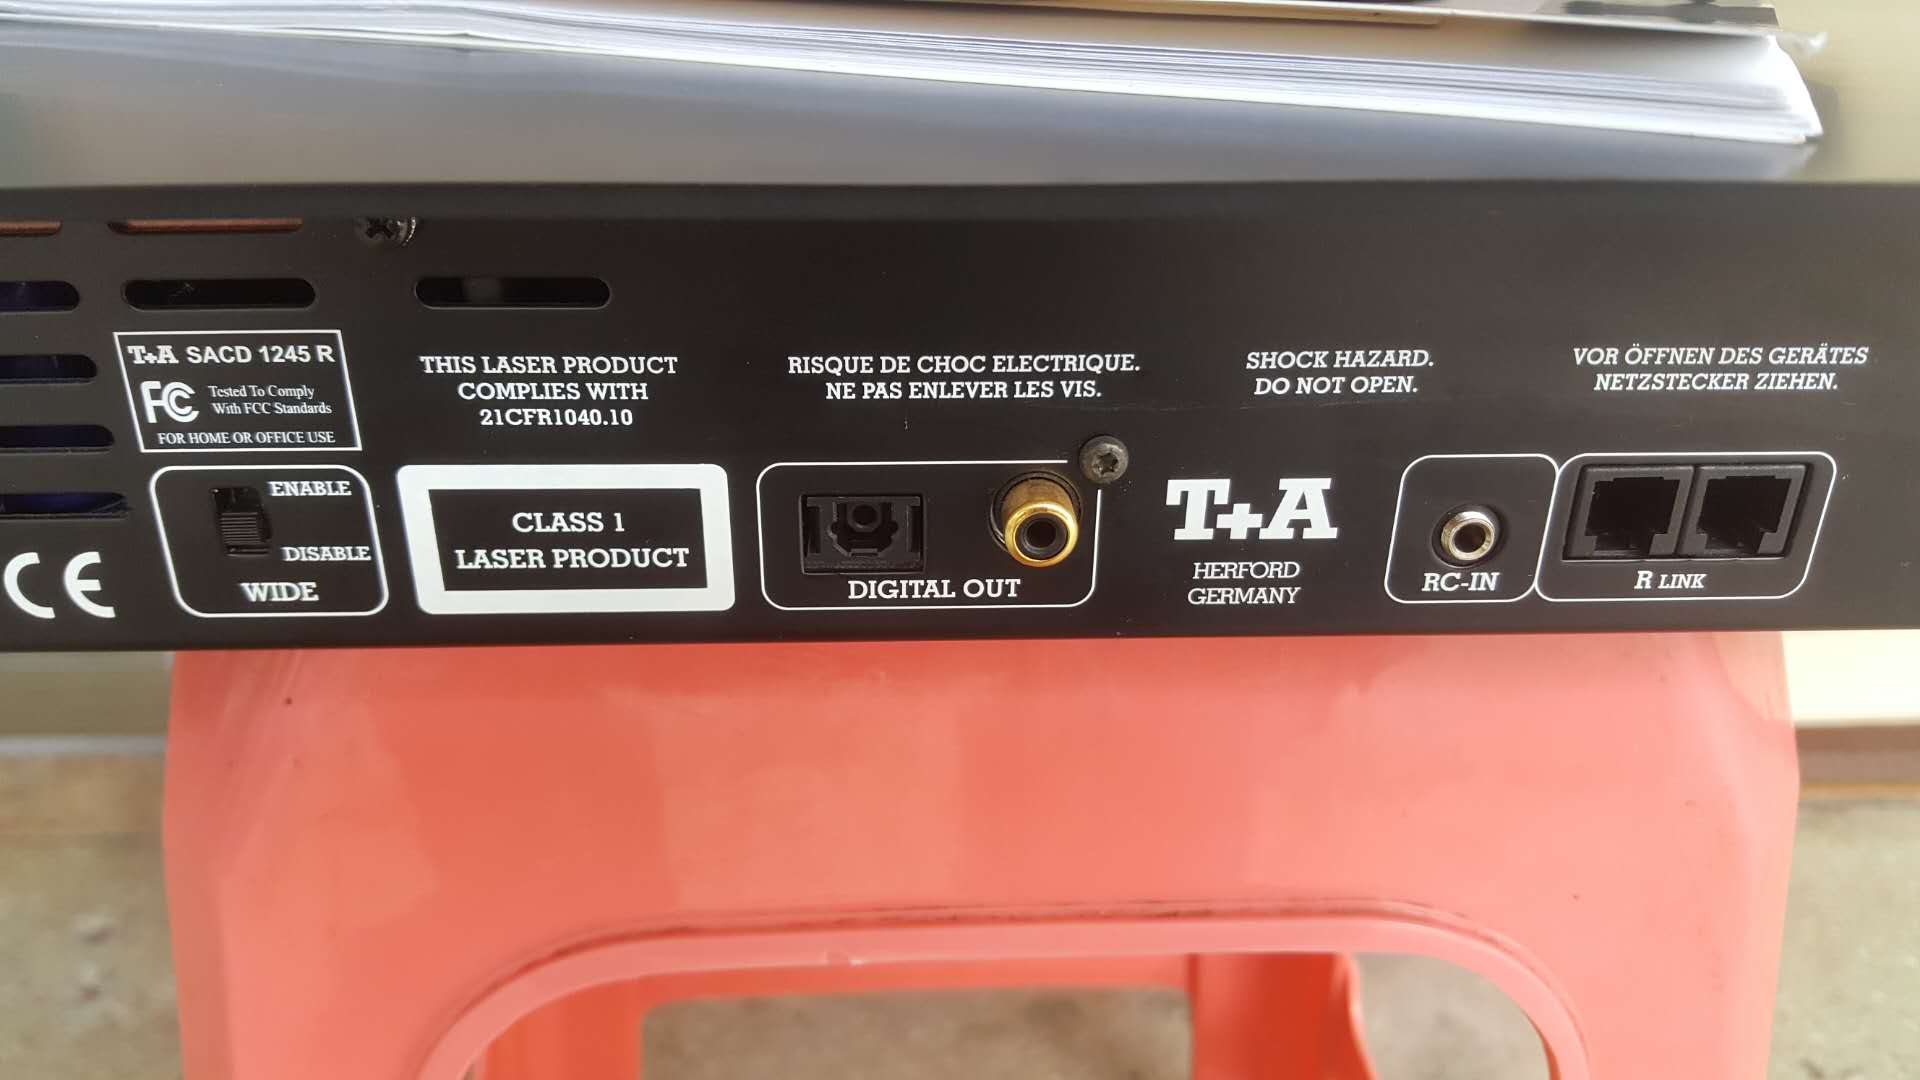 T+A SACD 1245 R
FC Tested To Comply
With FCC Standards
FOR HOME OR OFFICE USE
THIS LASER PRODUCT
COMPLIES WITH
21CFR1040.10
RISQUE DE CHOC ELECTRIQUE.
NE PAS ENLEVER LES VIS.
SHOCK HAZARD.
DO NOT OPEN.
VOR ÖFFNEN DES GERÄTES
NETZSTECKER ZIEHEN.
CE
ENABLE
DISABLE
WIDE
CLASS 1
LASER PRODUCT
DIGITAL OUT
T+A
HERFORD
GERMANY
RC-IN
R LINK